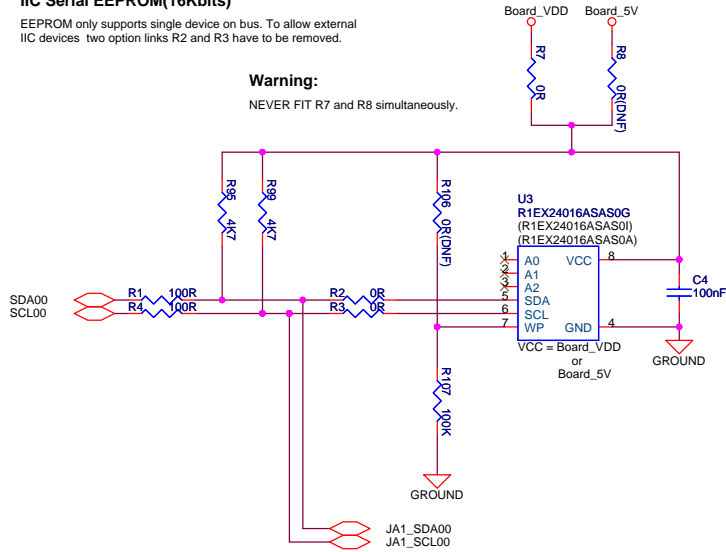 IIC Serial EEPROM(16Kbits)
EEPROM only supports single device on bus. To allow external
IIC devices  two option links R2 and R3 have to be removed.
Board_VDD
Board_5V
R7
0R
R8
0R(DNF)
Warning:
NEVER FIT R7 and R8 simultaneously.
R95
4K7
R99
4K7
R106
0R(DNF)
U3
R1EX24016ASAS0G
(R1EX24016ASAS0I)
(R1EX24016ASAS0A)
1 A0
2 A1
3 A2
5 SDA
6 SCL
7 WP
VCC 8
GND 4
VCC = Board_VDD
or
Board_5V
C4
100nF
GROUND
SDA00
SCL00
R1 100R
R4 100R
R2 0R
R3 0R
R107
100K
GROUND
JA1_SDA00
JA1_SCL00